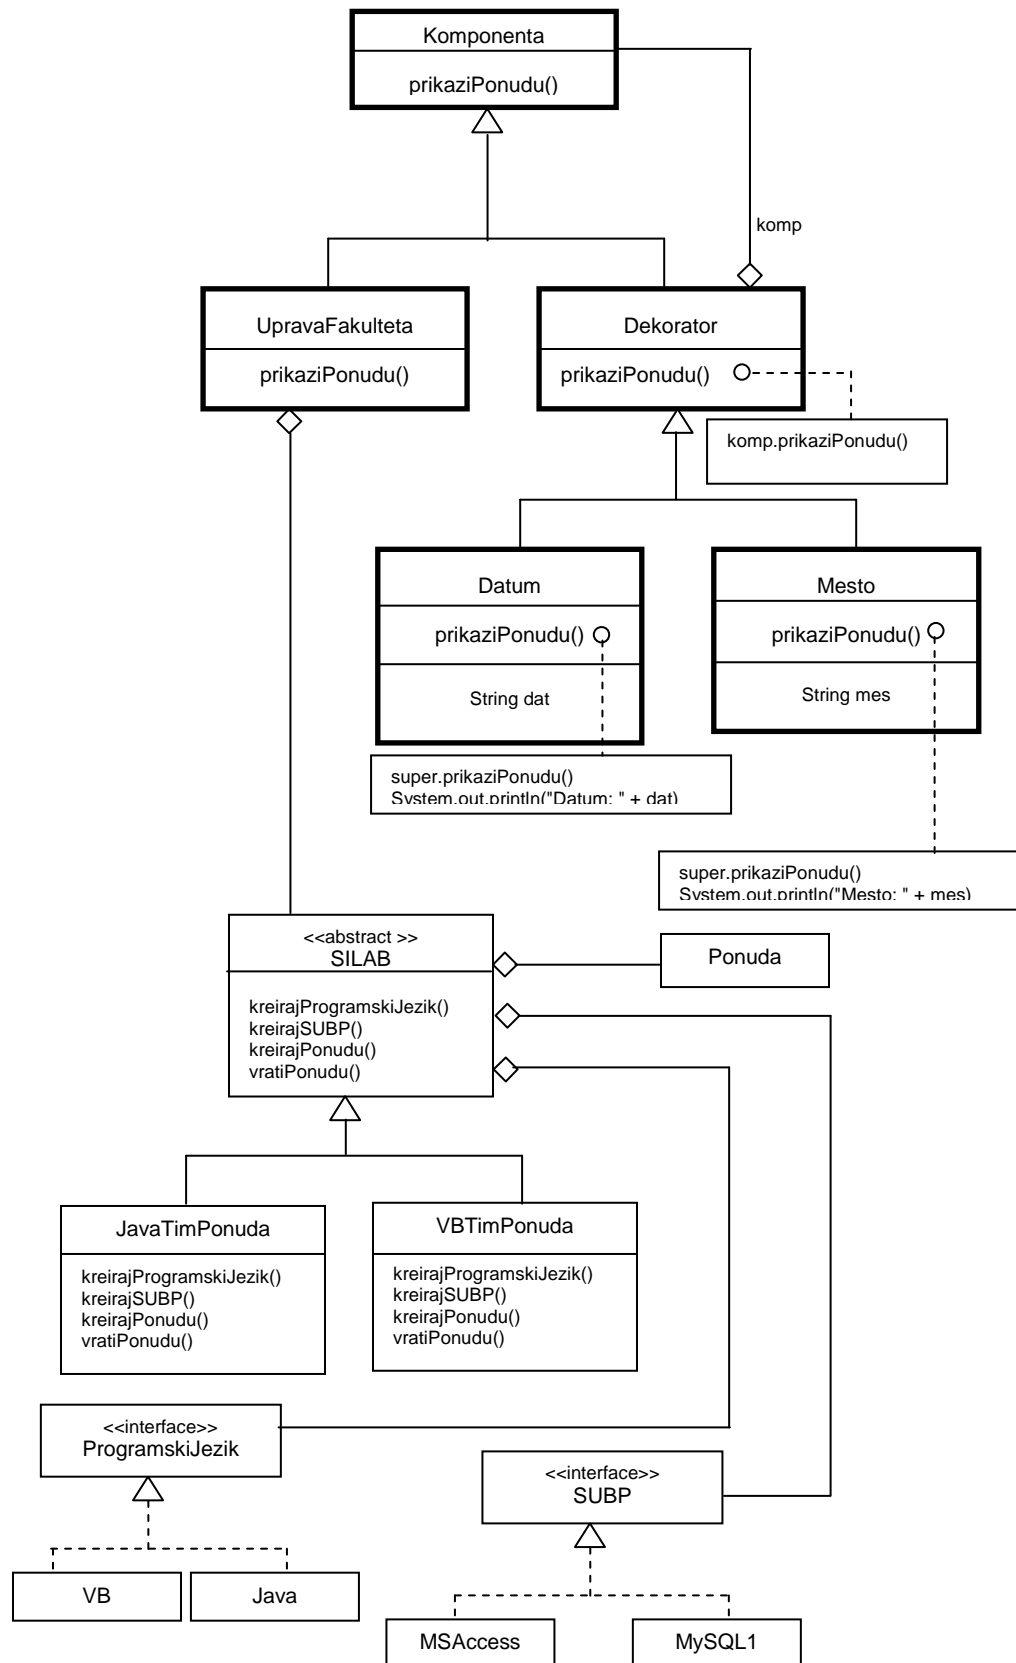 Komponenta
prikaziPonudu()
komp
UpravaFakulteta
prikaziPonudu()
Dekorator
prikaziPonudu()
komp.prikaziPonudu()
Datum
prikaziPonudu()
String dat
Mesto
prikaziPonudu()
String mes
super.prikaziPonudu()
System.out.println("Datum: " + dat)
super.prikaziPonudu()
System.out.println("Mesto: " + mes)
<<abstract >>
SILAB
kreirajProgramskiJezik()
kreirajSUBP()
kreirajPonudu()
vratiPonudu()
Ponuda
JavaTimPonuda
kreirajProgramskiJezik()
kreirajSUBP()
kreirajPonudu()
vratiPonudu()
VBTimPonuda
kreirajProgramskiJezik()
kreirajSUBP()
kreirajPonudu()
vratiPonudu()
<<interface>>
ProgramskiJezik
<<interface>>
SUBP
VB
Java
MSAccess
MySQL1